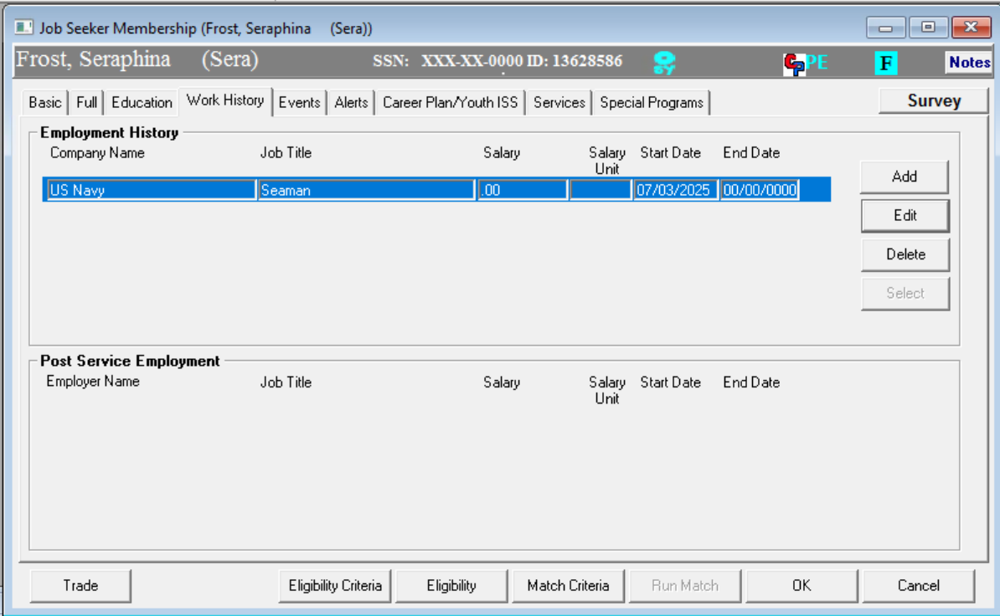 Job Seeker Membership (Frost, Seraphina (Sera))
Frost, Seraphina (Sera) SSN: XXX-XX-0000 ID: 13628586 CP PE F Notes
Basic Full Education Work History Events Alerts Career Plan/Youth ISS Services Special Programs Survey
Employment History
Company Name Job Title Salary Salary Unit Start Date End Date
US Navy Seaman .00 07/03/2025 00/00/0000
Add
Edit
Delete
Select
Post Service Employment
Employer Name Job Title Salary Salary Unit Start Date End Date
Trade Eligibility Criteria Eligibility Match Criteria Run Match OK Cancel